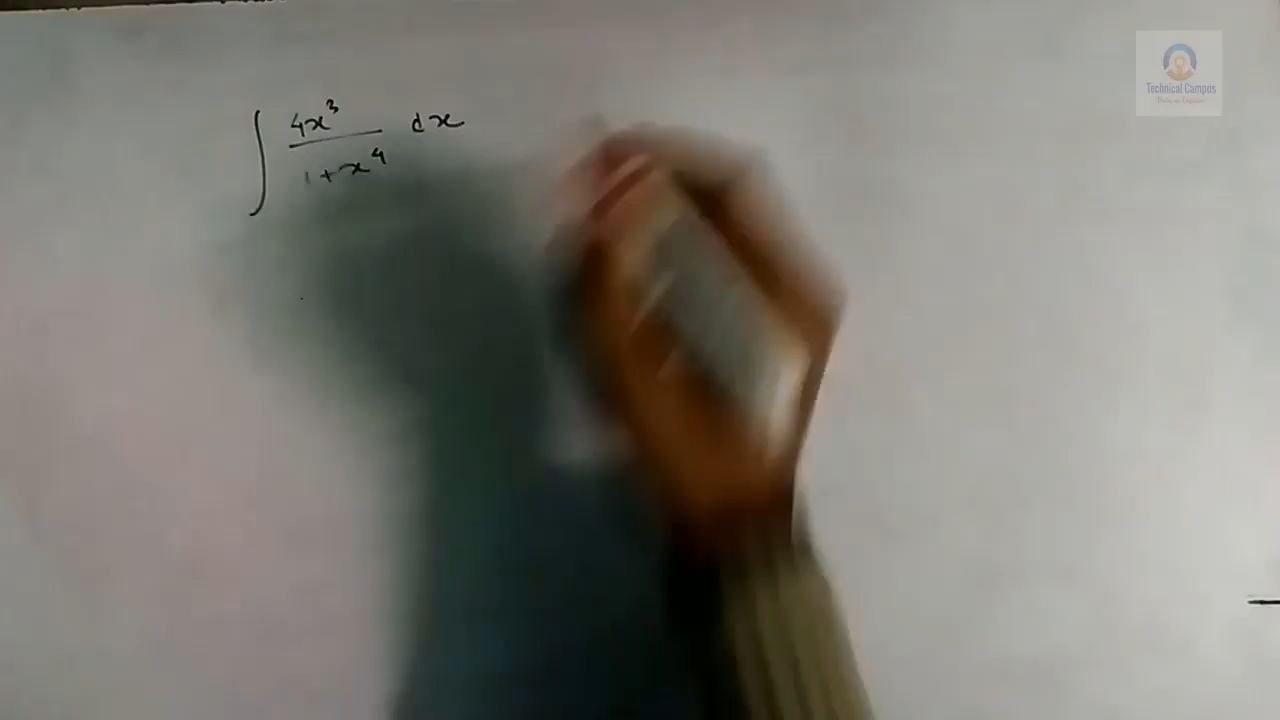 Technical Campus
∫ 4x³/(1+x⁴) dx